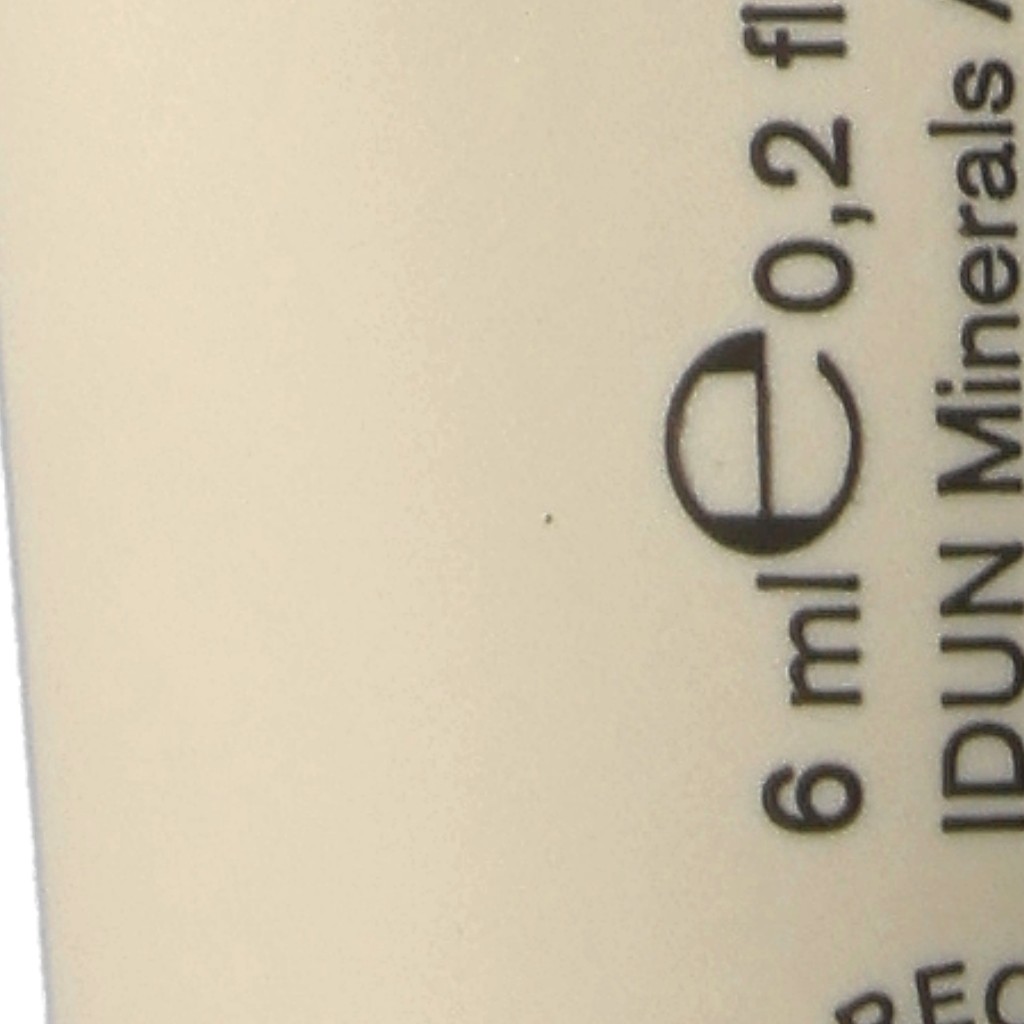 6 ml ℮ 0,2 fl
IDUN Minerals